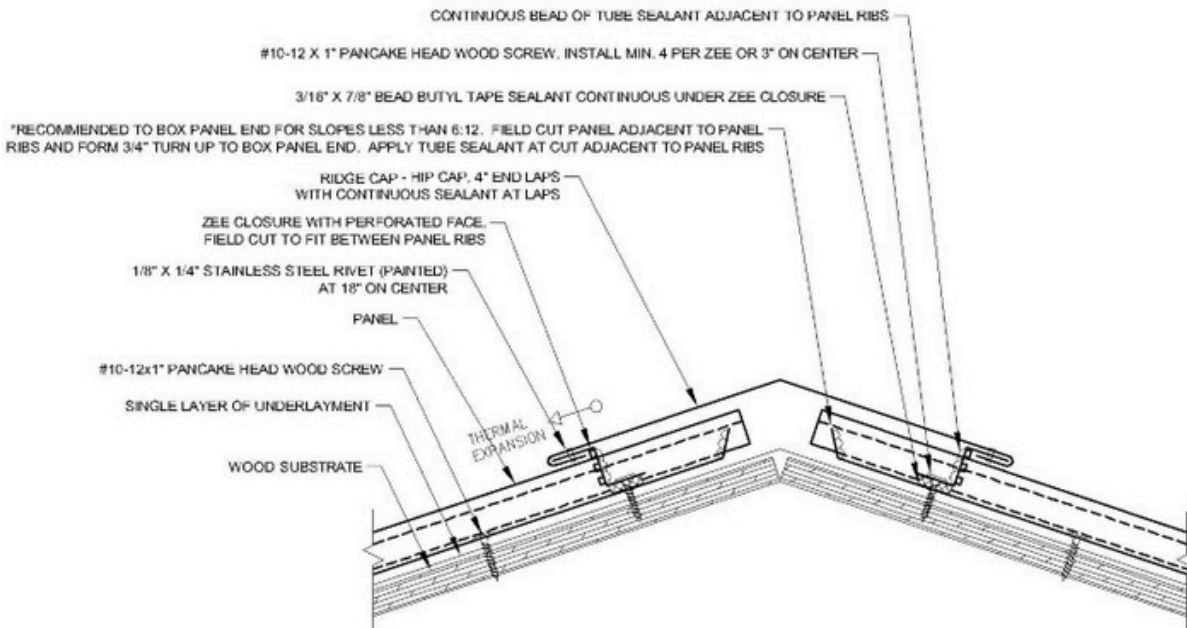 CONTINUOUS BEAD OF TUBE SEALANT ADJACENT TO PANEL RIBS
#10-12 X 1" PANCAKE HEAD WOOD SCREW. INSTALL MIN. 4 PER ZEE OR 3" ON CENTER
3/16" X 7/8" BEAD BUTYL TAPE SEALANT CONTINUOUS UNDER ZEE CLOSURE
*RECOMMENDED TO BOX PANEL END FOR SLOPES LESS THAN 6:12. FIELD CUT PANEL ADJACENT TO PANEL
RIBS AND FORM 3/4" TURN UP TO BOX PANEL END. APPLY TUBE SEALANT AT CUT ADJACENT TO PANEL RIBS
RIDGE CAP - HIP CAP. 4" END LAPS
WITH CONTINUOUS SEALANT AT LAPS
ZEE CLOSURE WITH PERFORATED FACE.
FIELD CUT TO FIT BETWEEN PANEL RIBS
1/8" X 1/4" STAINLESS STEEL RIVET (PAINTED)
AT 18" ON CENTER
PANEL
#10-12x1" PANCAKE HEAD WOOD SCREW
SINGLE LAYER OF UNDERLAYMENT
WOOD SUBSTRATE
THERMAL
EXPANSION